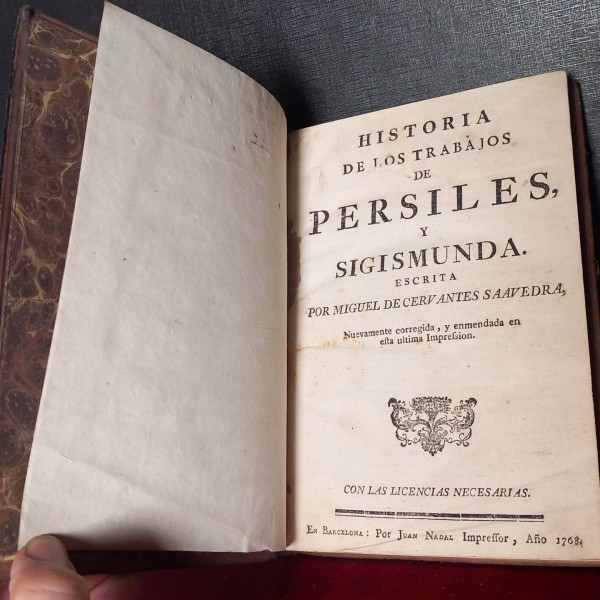 HISTORIA
DE LOS TRABAJOS
DE
PERSILES,
Y
SIGISMUNDA.
ESCRITA
POR MIGUEL DE CERVANTES SAAVEDRA,
Nuevamente corregida, y enmendada en
eſta ultima Impreſsion.
CON LAS LICENCIAS NECESARIAS.
EN BARCELONA: Por JUAN NADAL Impreſſor, Año 1768.